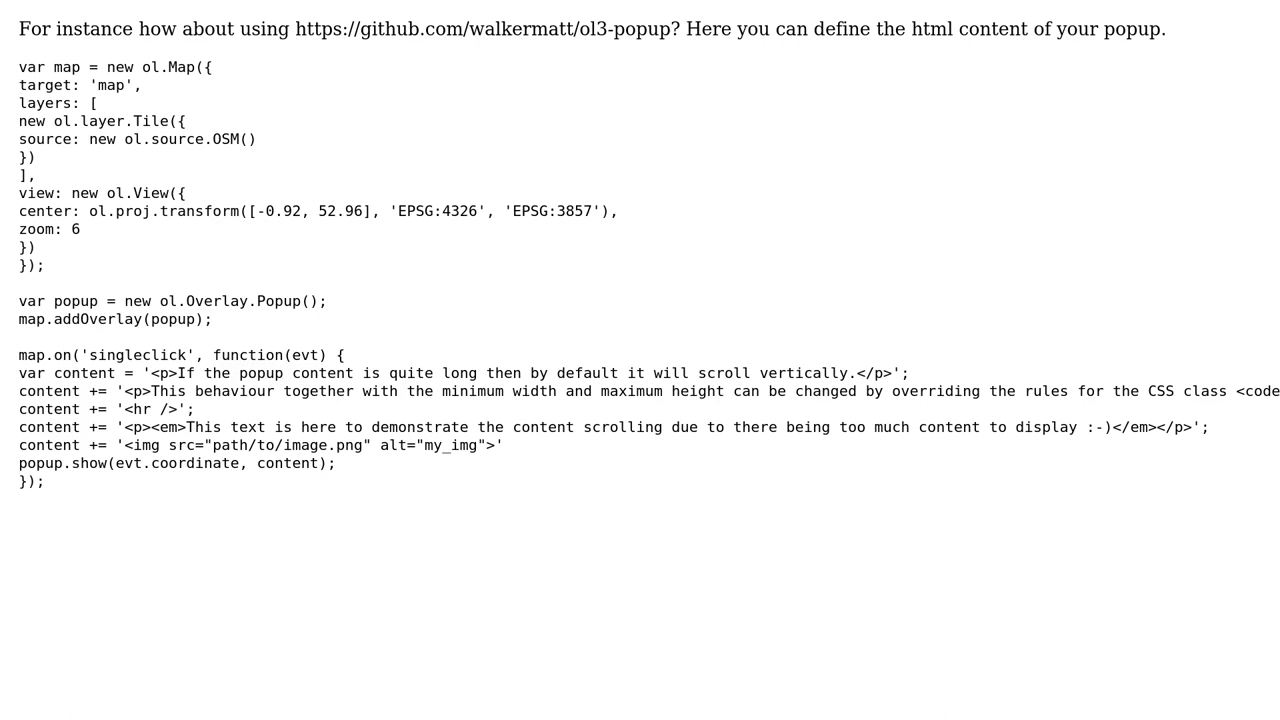 For instance how about using https://github.com/walkermatt/ol3-popup? Here you can define the html content of your popup.
var map = new ol.Map({
target: 'map',
layers: [
new ol.layer.Tile({
source: new ol.source.OSM()
})
],
view: new ol.View({
center: ol.proj.transform([-0.92, 52.96], 'EPSG:4326', 'EPSG:3857'),
zoom: 6
})
});
var popup = new ol.Overlay.Popup();
map.addOverlay(popup);
map.on('singleclick', function(evt) {
var content = '<p>If the popup content is quite long then by default it will scroll vertically.</p>';
content += '<p>This behaviour together with the minimum width and maximum height can be changed by overriding the rules for the CSS class <code
content += '<hr />';
content += '<p><em>This text is here to demonstrate the content scrolling due to there being too much content to display :-)</em></p>';
content += '<img src="path/to/image.png" alt="my_img">'
popup.show(evt.coordinate, content);
});